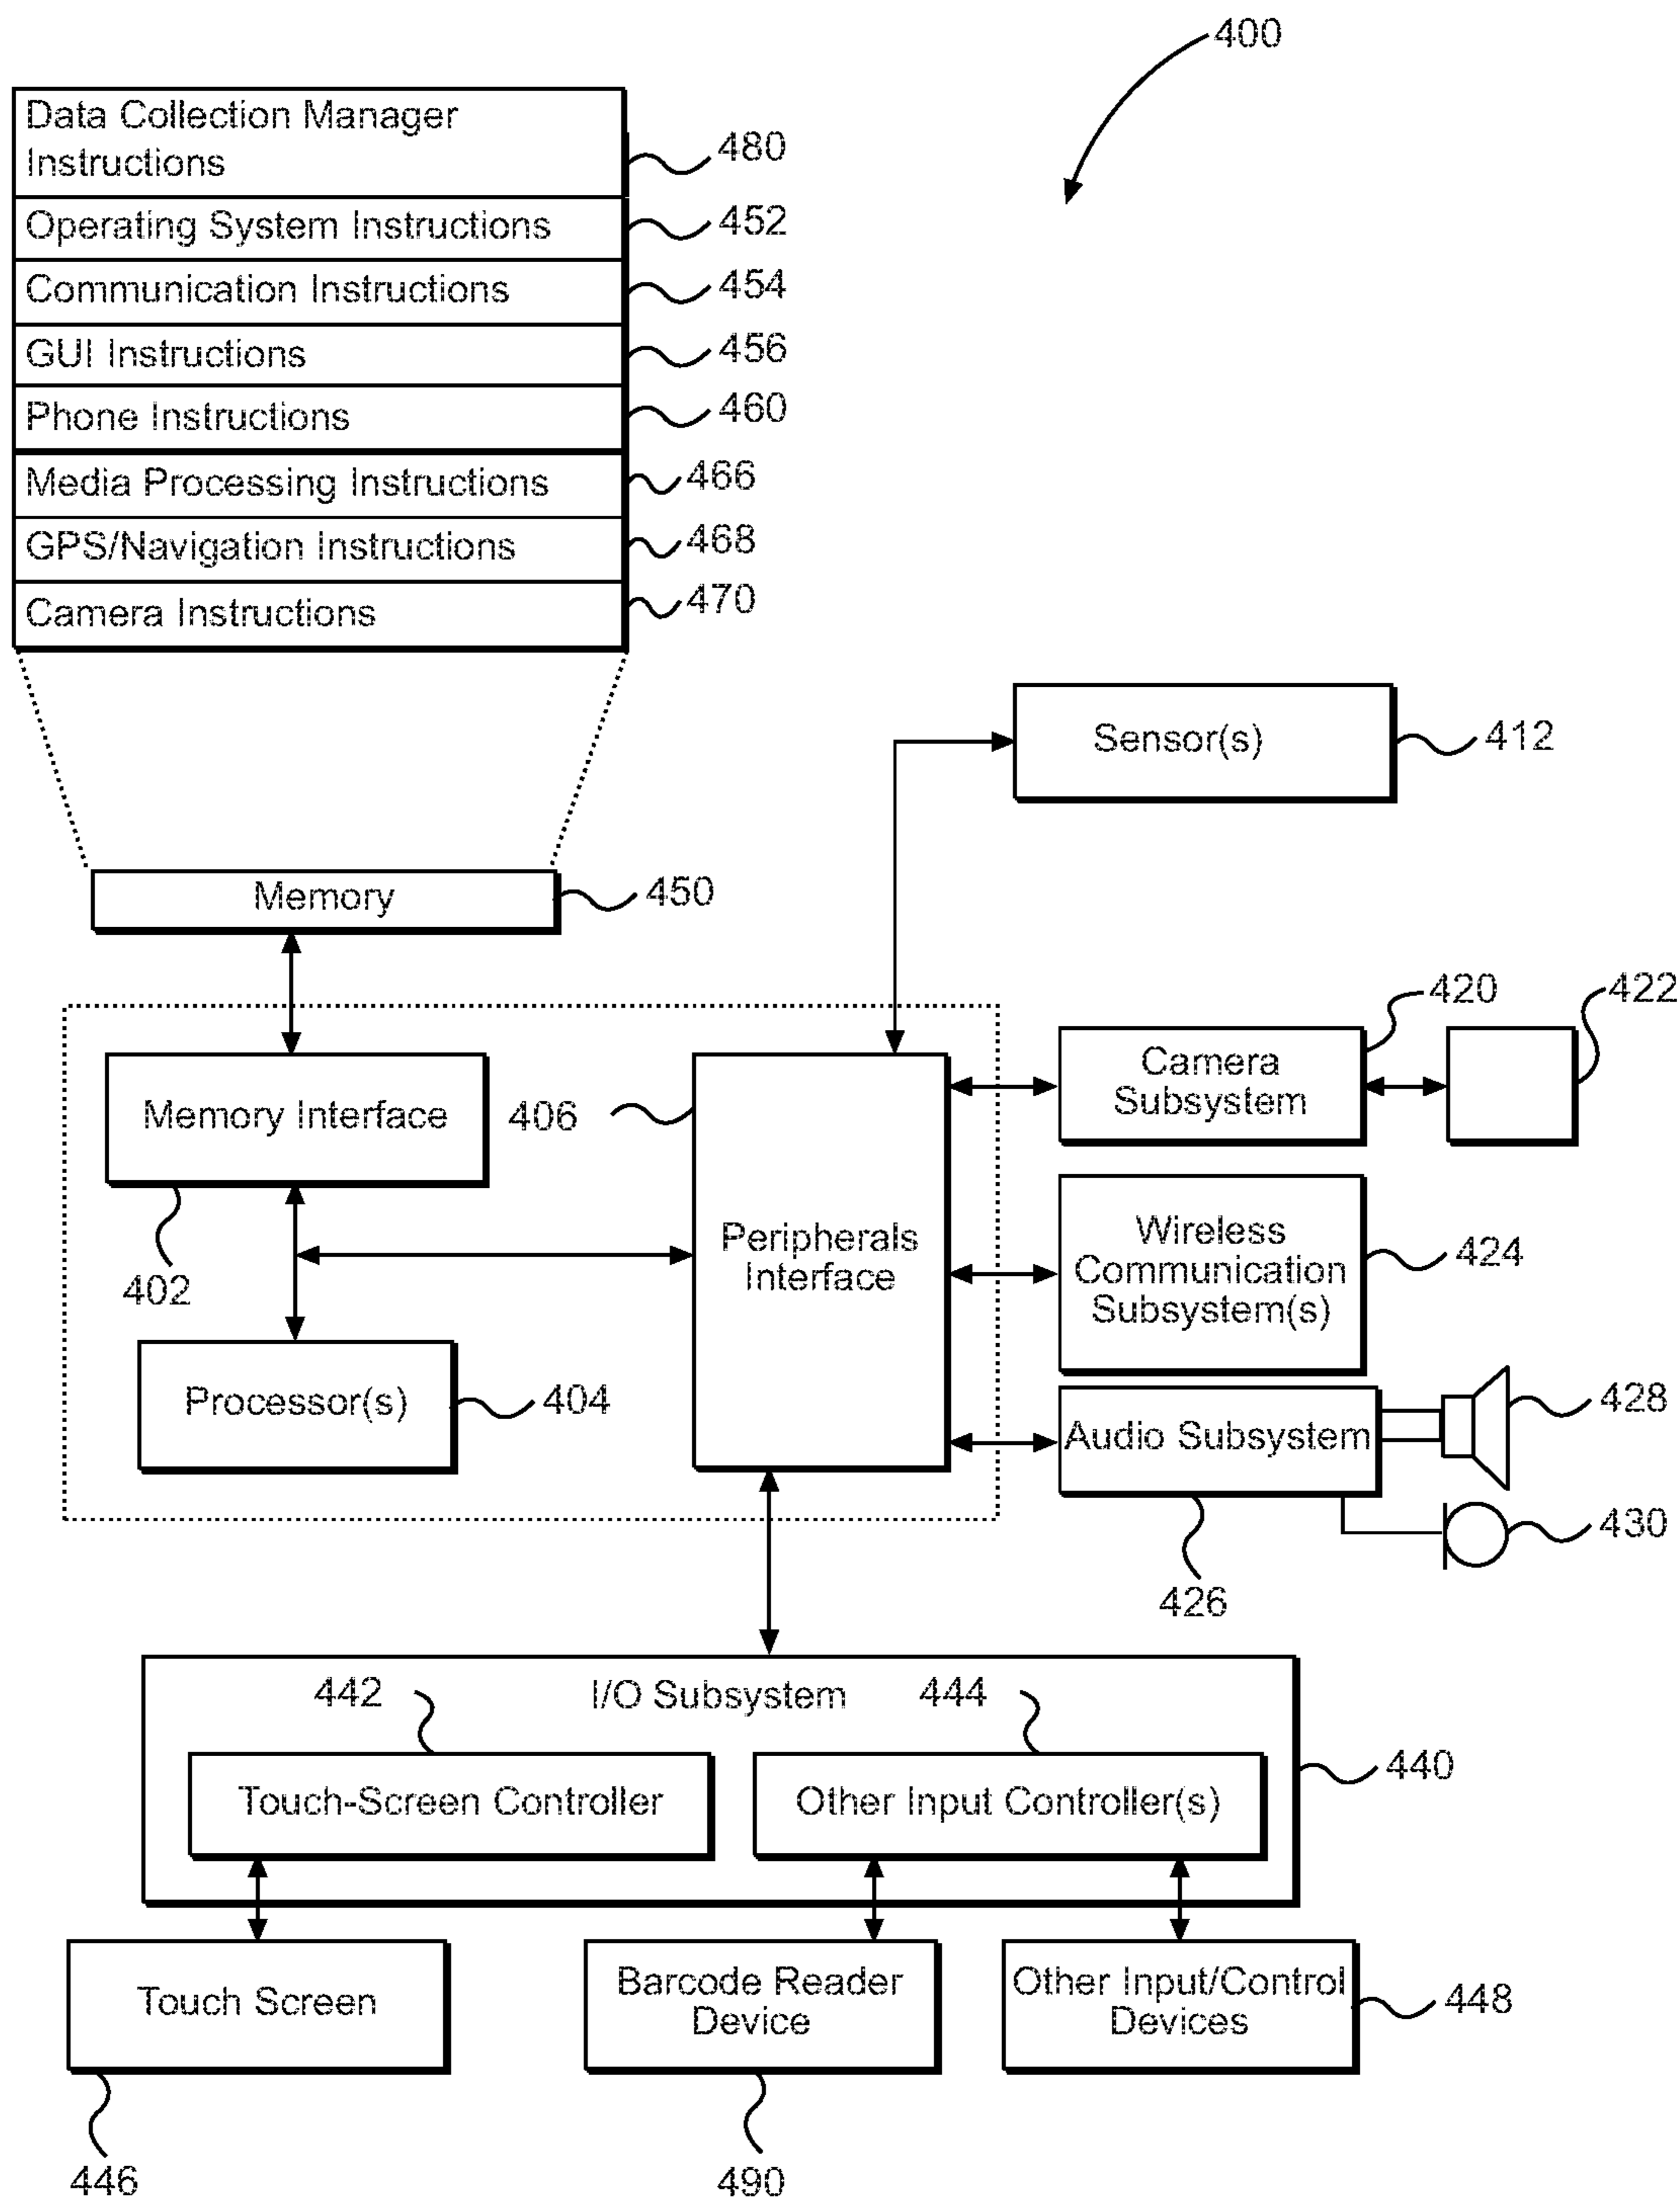 400
Data Collection Manager
Instructions
480
Operating System Instructions
452
Communication Instructions
454
GUI Instructions
456
Phone Instructions
460
Media Processing Instructions
466
GPS/Navigation Instructions
468
Camera Instructions
470
Sensor(s)
412
Memory
450
420
422
Camera
Subsystem
Memory Interface
406
402
Peripherals
Interface
Wireless
Communication
Subsystem(s)
424
Processor(s)
404
Audio Subsystem
428
430
426
442
I/O Subsystem
444
440
Touch-Screen Controller
Other Input Controller(s)
Touch Screen
Barcode Reader
Device
Other Input/Control
Devices
448
446
490